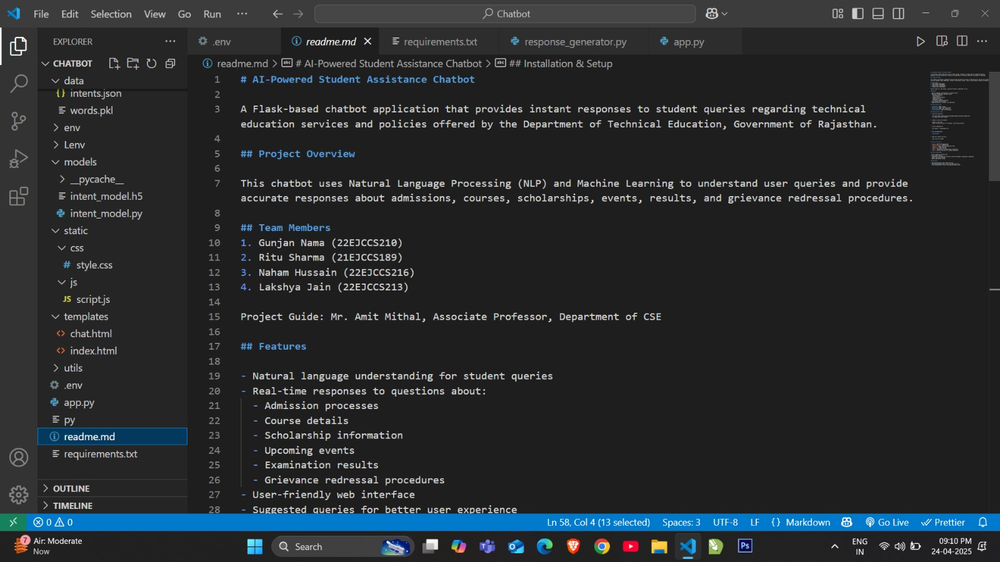 File Edit Selection View Go Run ··· Chatbot
EXPLORER ···
CHATBOT
data
intents.json
words.pkl
env
Lenv
models
__pycache__
intent_model.h5
intent_model.py
static
css
style.css
js
script.js
templates
chat.html
index.html
utils
.env
app.py
py
readme.md
requirements.txt
OUTLINE
TIMELINE
.env readme.md requirements.txt response_generator.py app.py
readme.md > # AI-Powered Student Assistance Chatbot > ## Installation & Setup
1 # AI-Powered Student Assistance Chatbot
2
3 A Flask-based chatbot application that provides instant responses to student queries regarding technical
education services and policies offered by the Department of Technical Education, Government of Rajasthan.
4
5 ## Project Overview
6
7 This chatbot uses Natural Language Processing (NLP) and Machine Learning to understand user queries and provide
accurate responses about admissions, courses, scholarships, events, results, and grievance redressal procedures.
8
9 ## Team Members
10 1. Gunjan Nama (22EJCCS210)
11 2. Ritu Sharma (21EJCCS189)
12 3. Naham Hussain (22EJCCS216)
13 4. Lakshya Jain (22EJCCS213)
14
15 Project Guide: Mr. Amit Mithal, Associate Professor, Department of CSE
16
17 ## Features
18
19 - Natural language understanding for student queries
20 - Real-time responses to questions about:
21 - Admission processes
22 - Course details
23 - Scholarship information
24 - Upcoming events
25 - Examination results
26 - Grievance redressal procedures
27 - User-friendly web interface
28 - Suggested queries for better user experience
0 0 Ln 58, Col 4 (13 selected) Spaces: 3 UTF-8 LF {} Markdown Go Live Prettier
7 Air: Moderate
Now
Search
Ps
ENG
IN
09:10 PM
24-04-2025